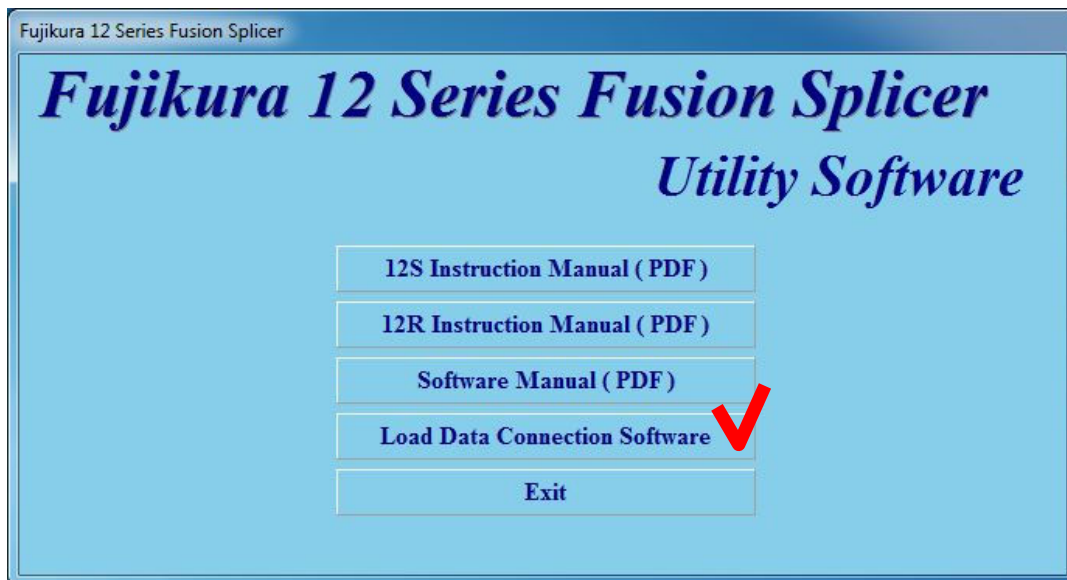 Fujikura 12 Series Fusion Splicer
Fujikura 12 Series Fusion Splicer
Utility Software
12S Instruction Manual ( PDF )
12R Instruction Manual ( PDF )
Software Manual ( PDF )
Load Data Connection Software
Exit